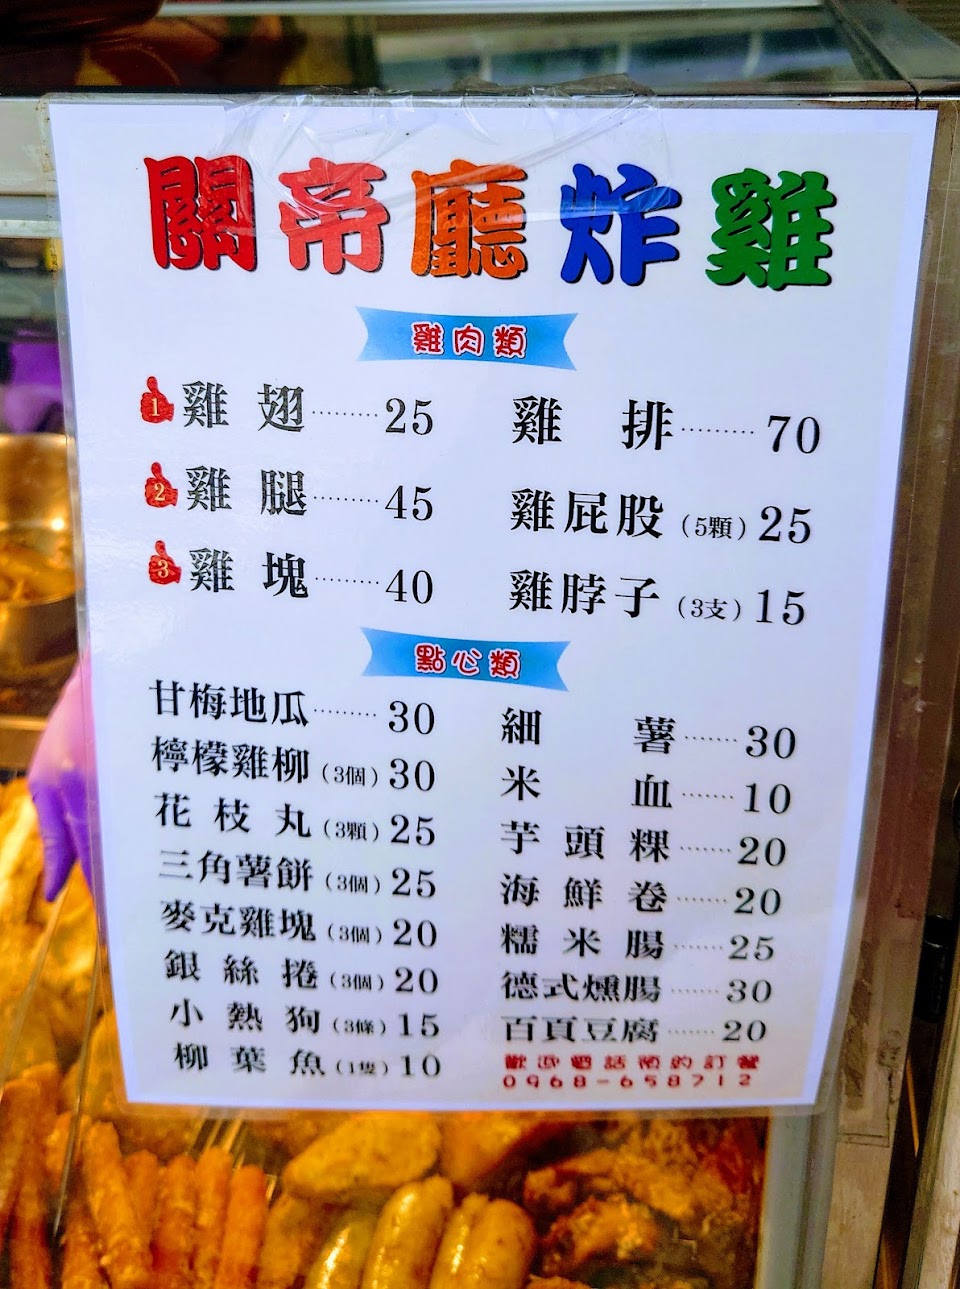 關帝廳炸雞
雞肉類
1 雞翅 ········· 25
2 雞腿 ········· 45
3 雞塊 ········· 40
雞排 ········· 70
雞屁股 (5顆) 25
雞脖子 (3支) 15
點心類
甘梅地瓜 ········· 30
檸檬雞柳 (3個) 30
花枝丸 (3顆) 25
三角薯餅 (3個) 25
麥克雞塊 (3個) 20
銀絲捲 (3個) 20
小熱狗 (3條) 15
柳葉魚 (1隻) 10
細薯 ······· 30
米血 ······· 10
芋頭粿 ······· 20
海鮮卷 ······· 20
糯米腸 ······· 25
德式燻腸 ······· 30
百頁豆腐 ······· 20
歡迎電話預約訂餐
0968-658712